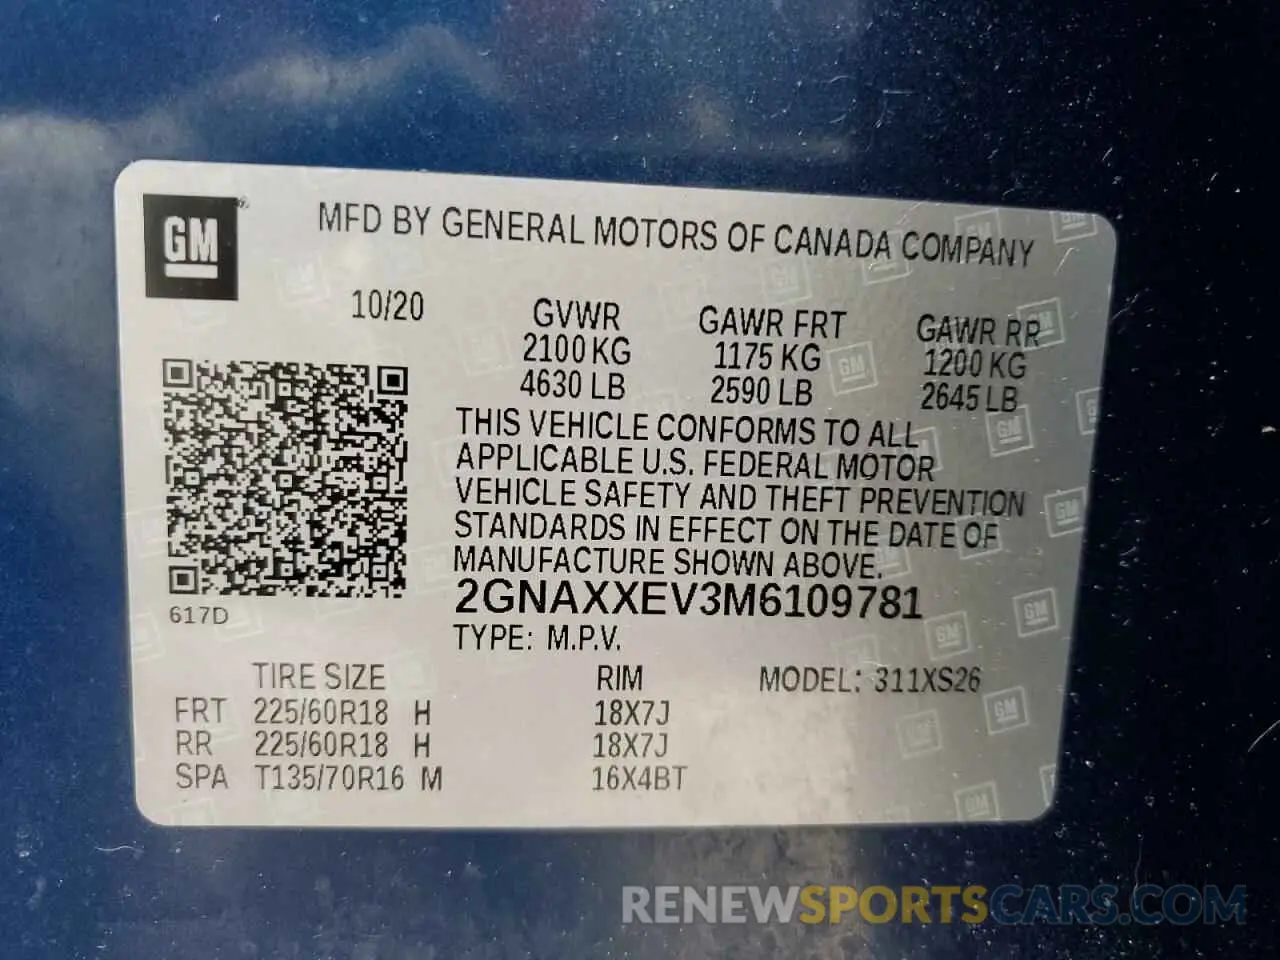 GM
MFD BY GENERAL MOTORS OF CANADA COMPANY
10/20 GVWR GAWR FRT GAWR RR
2100 KG 1175 KG 1200 KG
4630 LB 2590 LB 2645 LB
THIS VEHICLE CONFORMS TO ALL
APPLICABLE U.S. FEDERAL MOTOR
VEHICLE SAFETY AND THEFT PREVENTION
STANDARDS IN EFFECT ON THE DATE OF
MANUFACTURE SHOWN ABOVE.
2GNAXXEV3M6109781
617D
TYPE: M.P.V.
TIRE SIZE RIM MODEL: 311XS26
FRT 225/60R18 H 18X7J
RR 225/60R18 H 18X7J
SPA T135/70R16 M 16X4BT
RENEWSPORTSCARS.COM